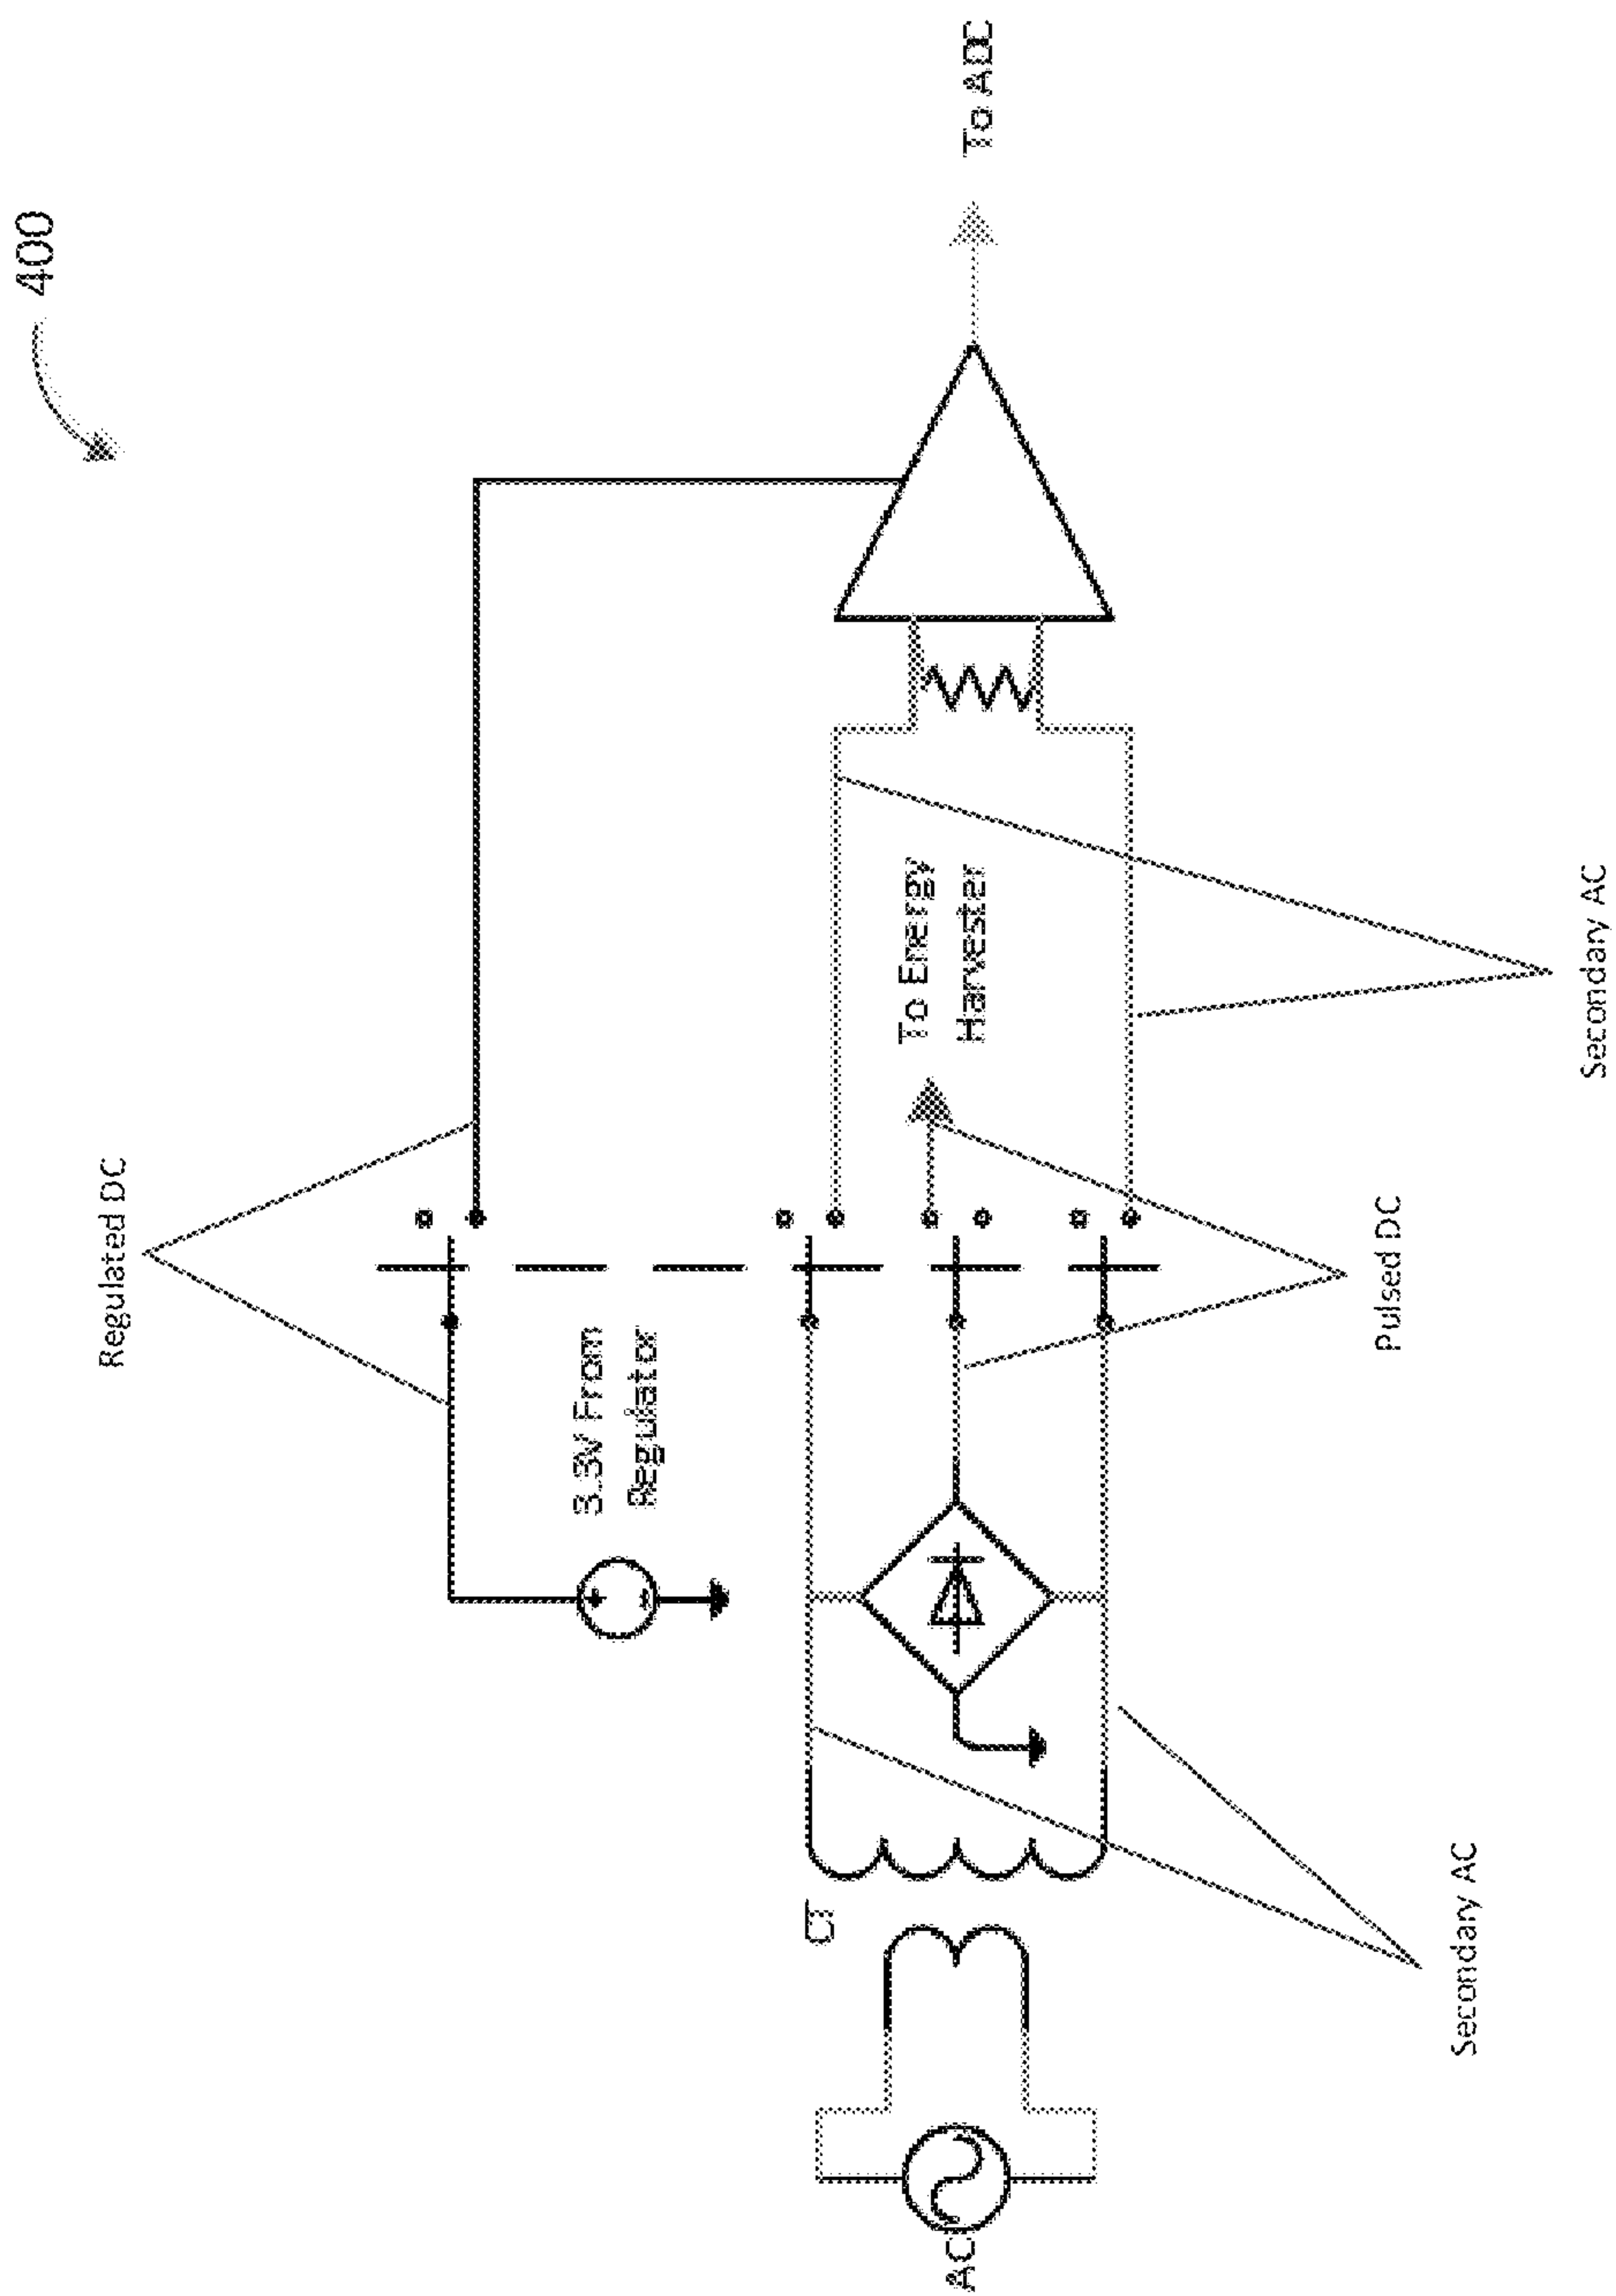 400
Regulated DC
3.3V From
Regulator
To Energy
Harvester
To ADC
AC
CT
Secondary AC
Pulsed DC
Secondary AC
+
-